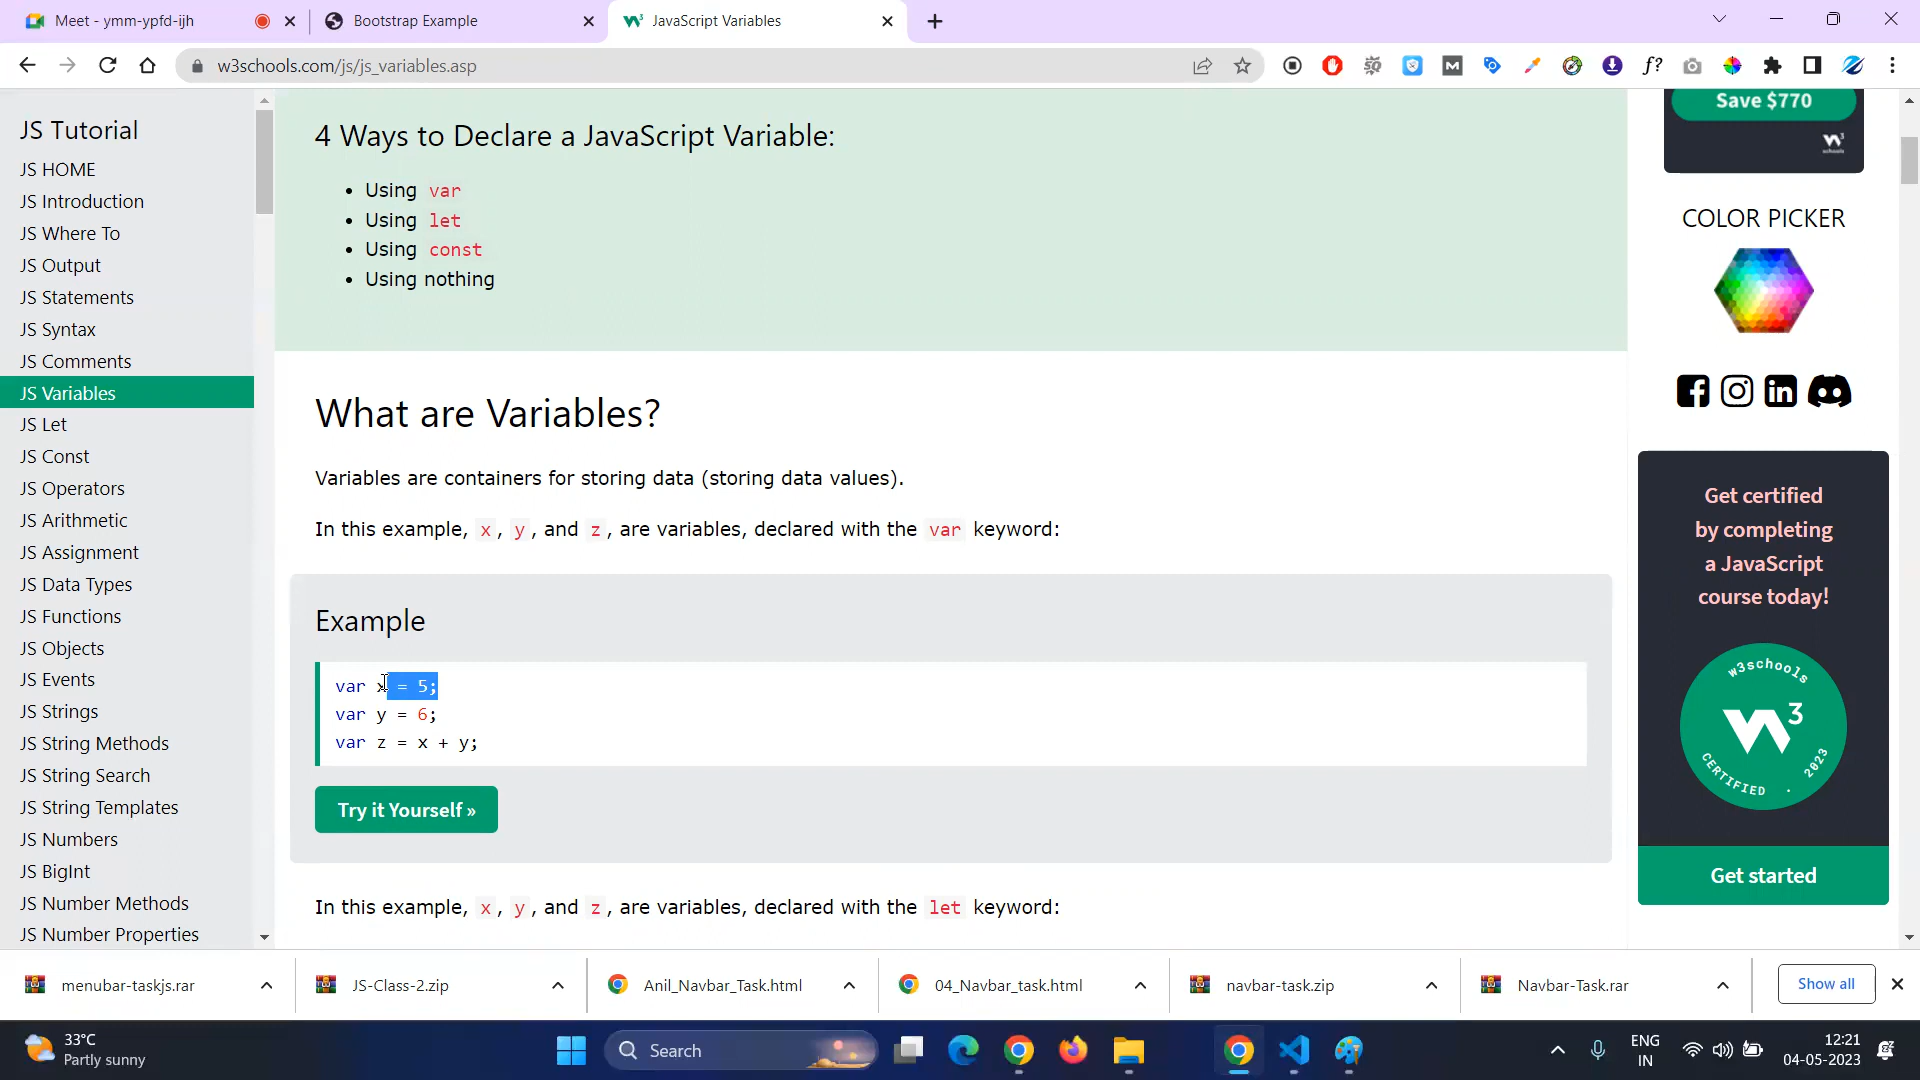 Meet - ymm-ypfd-ijh
Bootstrap Example
JavaScript Variables
w3schools.com/js/js_variables.asp
JS Tutorial
JS HOME
JS Introduction
JS Where To
JS Output
JS Statements
JS Syntax
JS Comments
JS Variables
JS Let
JS Const
JS Operators
JS Arithmetic
JS Assignment
JS Data Types
JS Functions
JS Objects
JS Events
JS Strings
JS String Methods
JS String Search
JS String Templates
JS Numbers
JS BigInt
JS Number Methods
JS Number Properties
4 Ways to Declare a JavaScript Variable:
Using var
Using let
Using const
Using nothing
What are Variables?
Variables are containers for storing data (storing data values).
In this example, x, y, and z, are variables, declared with the var keyword:
Example
var x = 5;
var y = 6;
var z = x + y;
Try it Yourself »
In this example, x, y, and z, are variables, declared with the let keyword:
Save $770
W3
schools
COLOR PICKER
Get certified
by completing
a JavaScript
course today!
w3schools
W3
CERTIFIED . 2023
Get started
menubar-taskjs.rar
JS-Class-2.zip
Anil_Navbar_Task.html
04_Navbar_task.html
navbar-task.zip
Navbar-Task.rar
Show all
33°C
Partly sunny
Search
ENG
IN
12:21
04-05-2023